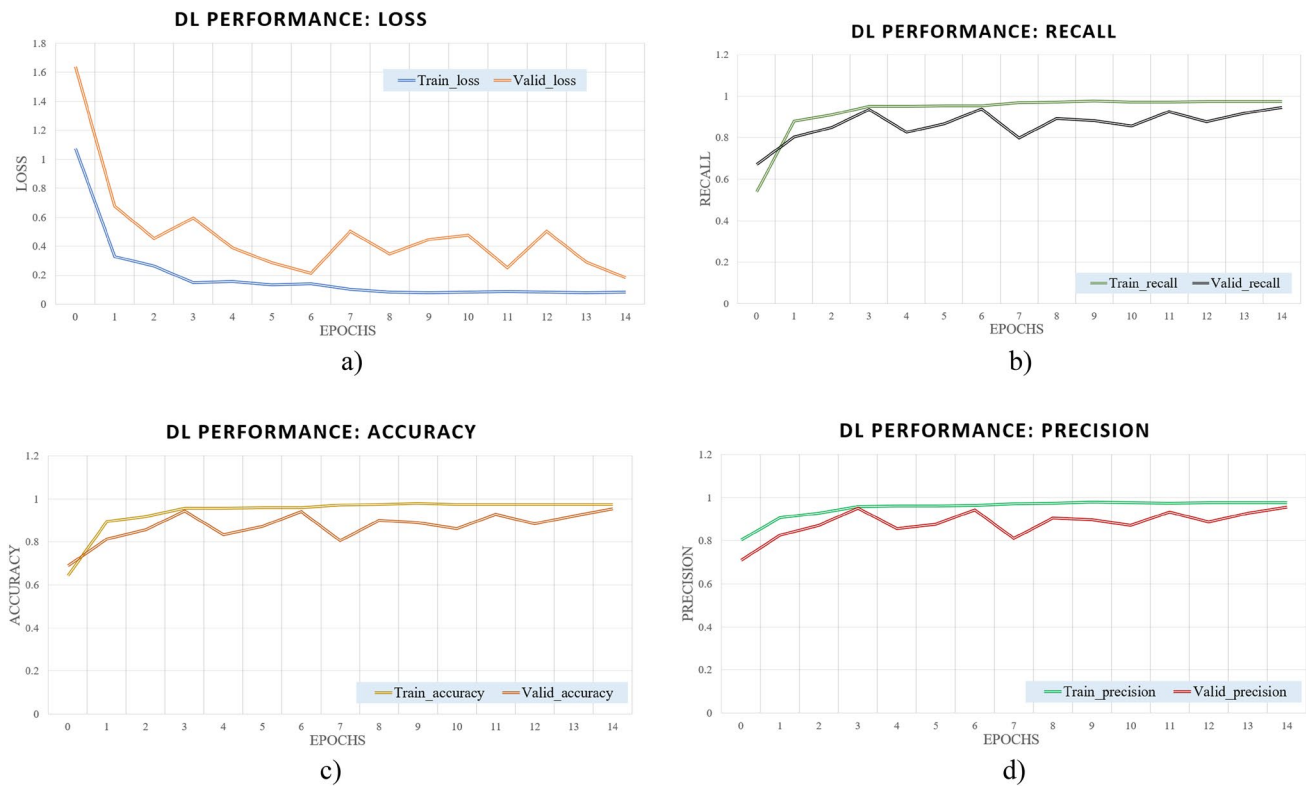 DL PERFORMANCE: LOSS
1.8
1.6
1.4
1.2
1
0.8
0.6
0.4
0.2
0
LOSS
Train_loss Valid_loss
0 1 2 3 4 5 6 7 8 9 10 11 12 13 14
EPOCHS
a)
DL PERFORMANCE: RECALL
1.2
1
0.8
0.6
0.4
0.2
0
RECALL
Train_recall Valid_recall
0 1 2 3 4 5 6 7 8 9 10 11 12 13 14
EPOCHS
b)
DL PERFORMANCE: ACCURACY
1.2
1
0.8
0.6
0.4
0.2
0
ACCURACY
Train_accuracy Valid_accuracy
0 1 2 3 4 5 6 7 8 9 10 11 12 13 14
EPOCHS
c)
DL PERFORMANCE: PRECISION
1.2
1
0.8
0.6
0.4
0.2
0
PRECISION
Train_precision Valid_precision
0 1 2 3 4 5 6 7 8 9 10 11 12 13 14
EPOCHS
d)